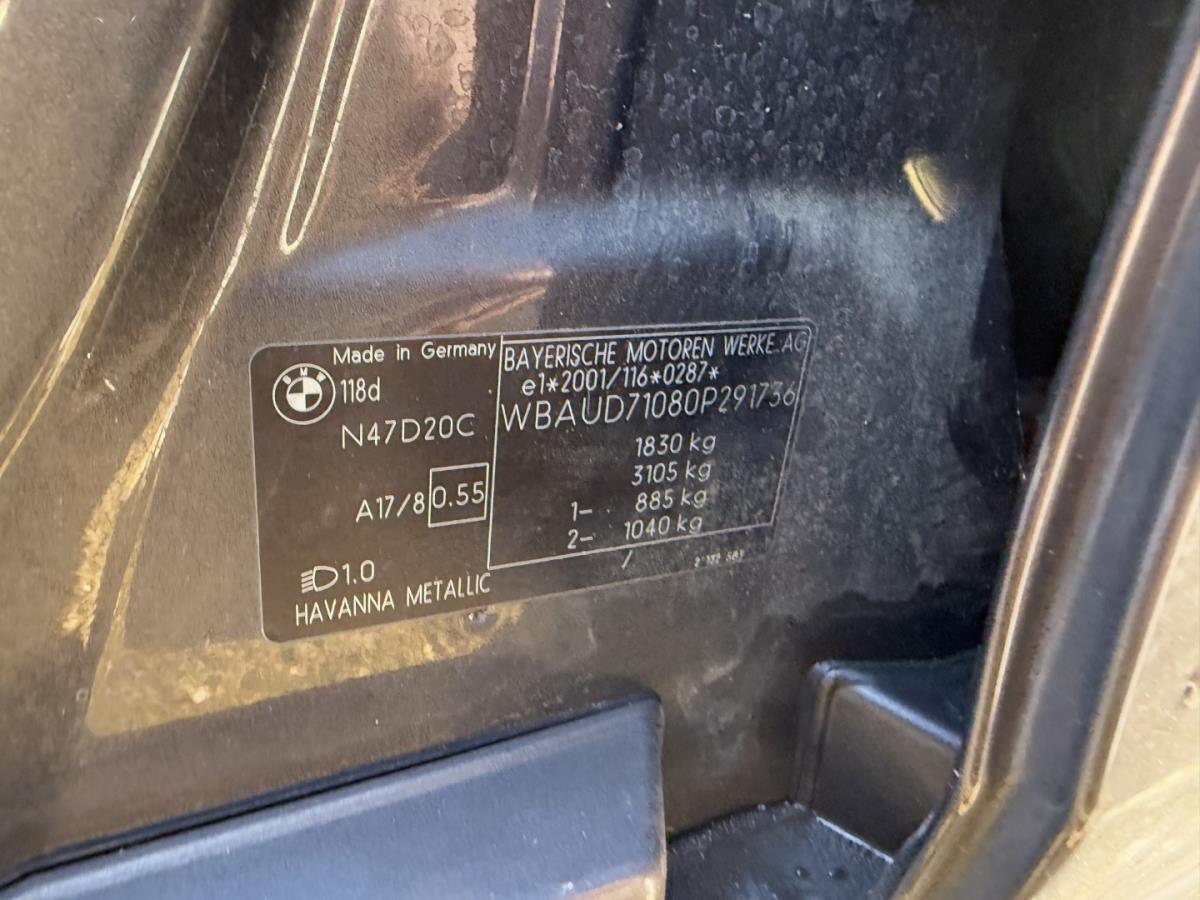 Made in Germany
BMW
118d
N47D20C
A17/8 0.55
1.0
HAVANNA METALLIC
BAYERISCHE MOTOREN WERKE AG
e1*2001/116*0287*
WBAUD71080P291736
1830 kg
3105 kg
1- 885 kg
2- 1040 kg
/